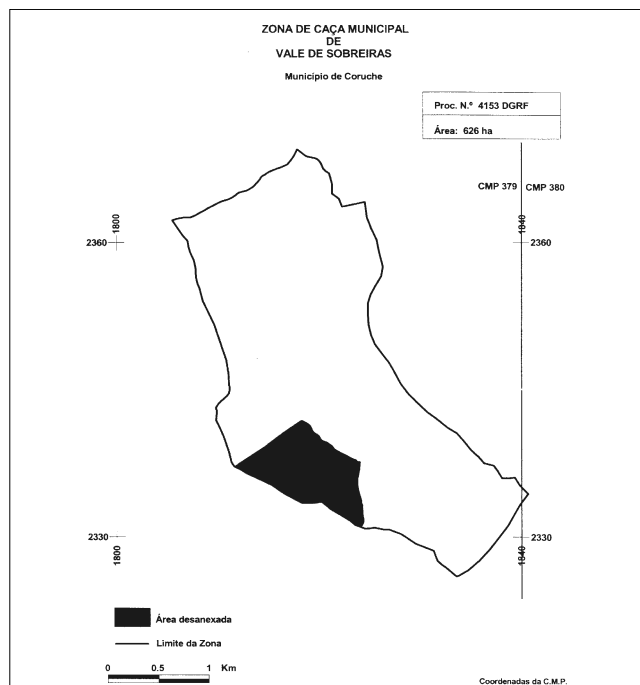 ZONA DE CAÇA MUNICIPAL
DE
VALE DE SOBREIRAS
Município de Coruche
Proc. N.º 4153 DGRF
Área: 626 ha
CMP 379 CMP 380
1800
1840
2360
2360
2330
2330
1800
1840
Área desanexada
Limite da Zona
0 0.5 1 Km
Coordenadas da C.M.P.